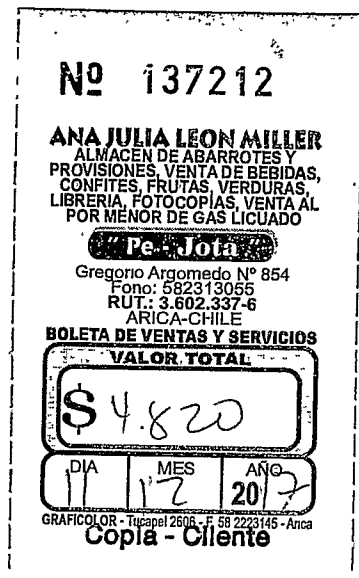 Nº 137212
ANA JULIA LEON MILLER
ALMACEN DE ABARROTES Y
PROVISIONES, VENTA DE BEBIDAS,
CONFITES, FRUTAS, VERDURAS,
LIBRERIA, FOTOCOPIAS, VENTA AL
POR MENOR DE GAS LICUADO
"Pe - Jota"
Gregorio Argomedo Nº 854
Fono: 582313055
RUT.: 3.602.337-6
ARICA-CHILE
BOLETA DE VENTAS Y SERVICIOS
VALOR TOTAL
$ 4.820
DIA MES AÑO
11 12 2017
GRAFICOLOR - Tucapel 2606 - F. 58 2223145 - Arica
Copia - Cliente